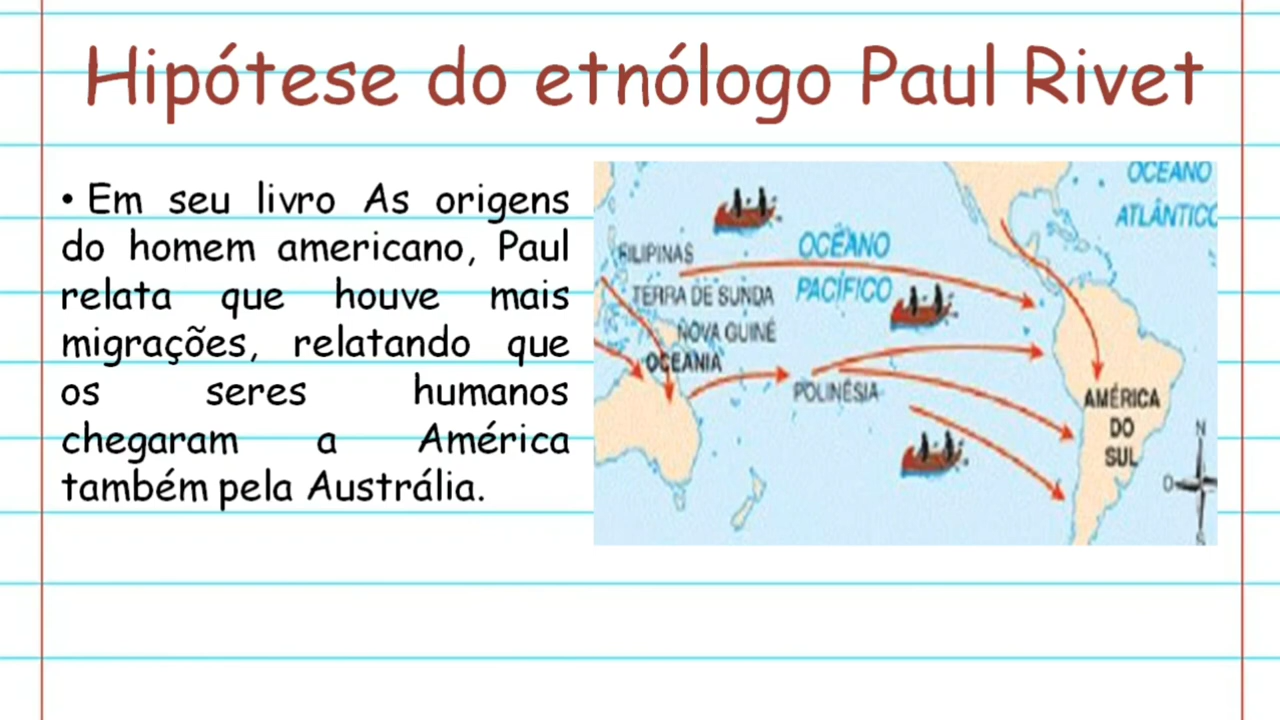 Hipótese do etnólogo Paul Rivet
• Em seu livro As origens
do homem americano, Paul
relata que houve mais
migrações, relatando que
os seres humanos
chegaram a América
também pela Austrália.
OCEANO
ATLÂNTICO
FILIPINAS
OCEANO
PACÍFICO
TERRA DE SUNDA
NOVA GUINÉ
OCEANIA
POLINÉSIA
AMÉRICA
DO
SUL
N
O
S